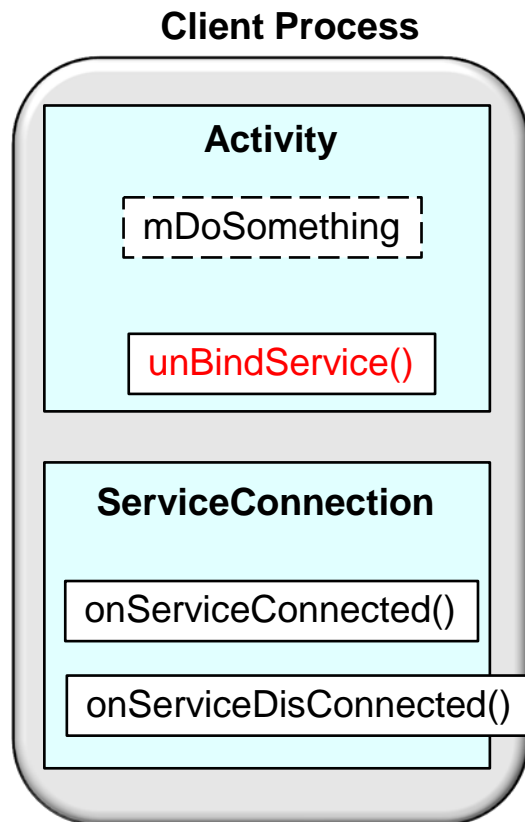 Client Process
Activity
mDoSomething
unBindService()
ServiceConnection
onServiceConnected()
onServiceDisConnected()